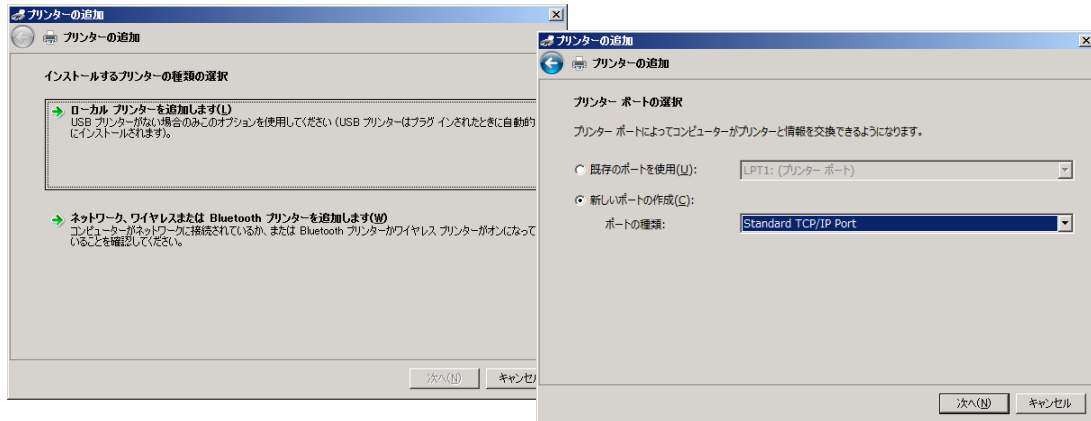 プリンターの追加
プリンターの追加
インストールするプリンターの種類の選択
ローカル プリンターを追加します(L)
USB プリンターがない場合のみこのオプションを使用してください (USB プリンターはプラグ インされたときに自動的
にインストールされます)。
ネットワーク、ワイヤレスまたは Bluetooth プリンターを追加します(W)
コンピューターがネットワークに接続されているか、または Bluetooth プリンターかワイヤレス プリンターがオンになって
いることを確認してください。
次へ(N)
キャンセル
プリンターの追加
プリンターの追加
プリンター ポートの選択
プリンター ポートによってコンピューターがプリンターと情報を交換できるようになります。
既存のポートを使用(U):
LPT1: (プリンター ポート)
新しいポートの作成(C):
ポートの種類:
Standard TCP/IP Port
次へ(N)
キャンセル